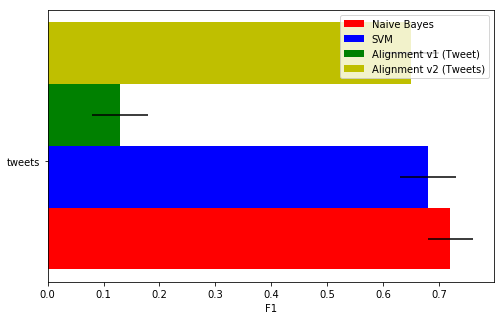 Naive Bayes
SVM
Alignment v1 (Tweet)
Alignment v2 (Tweets)
tweets
0.0 0.1 0.2 0.3 0.4 0.5 0.6 0.7
F1